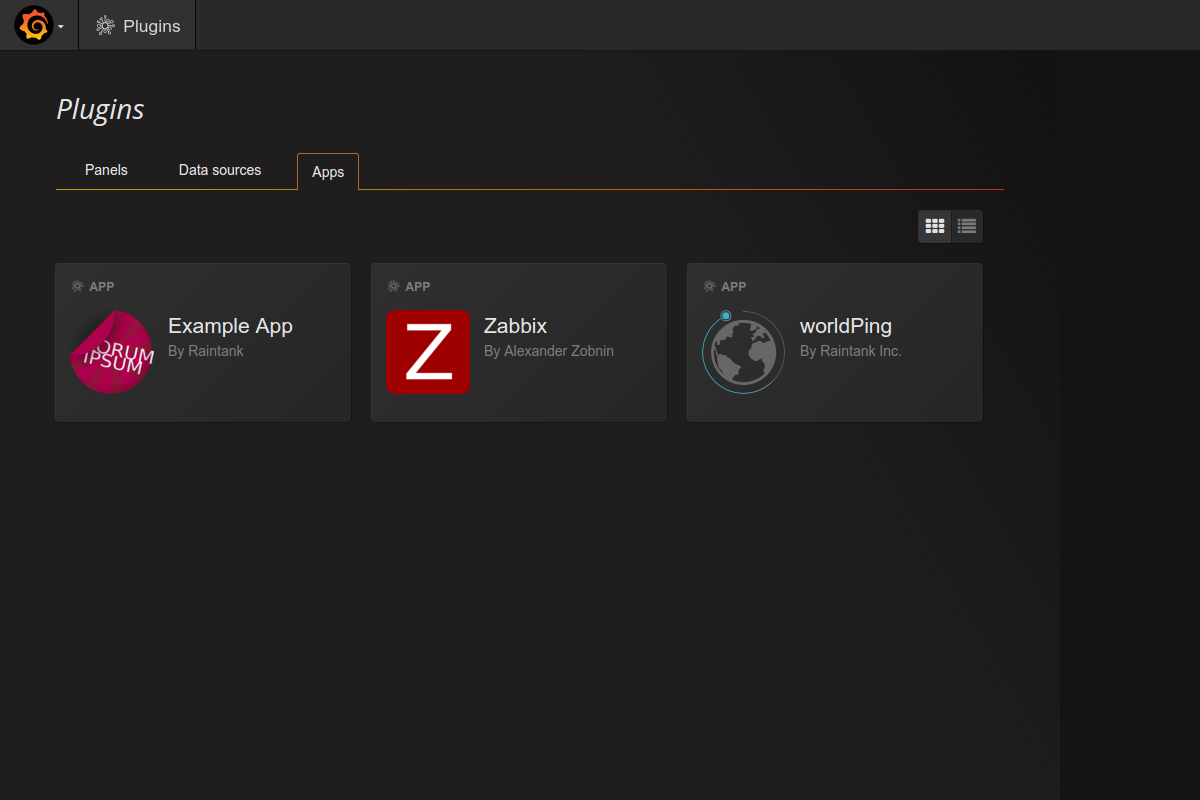 Plugins
Plugins
Panels
Data sources
Apps
APP
Example App
By Raintank
ORUM
IPSUM
APP
Z
Zabbix
By Alexander Zobnin
APP
worldPing
By Raintank Inc.